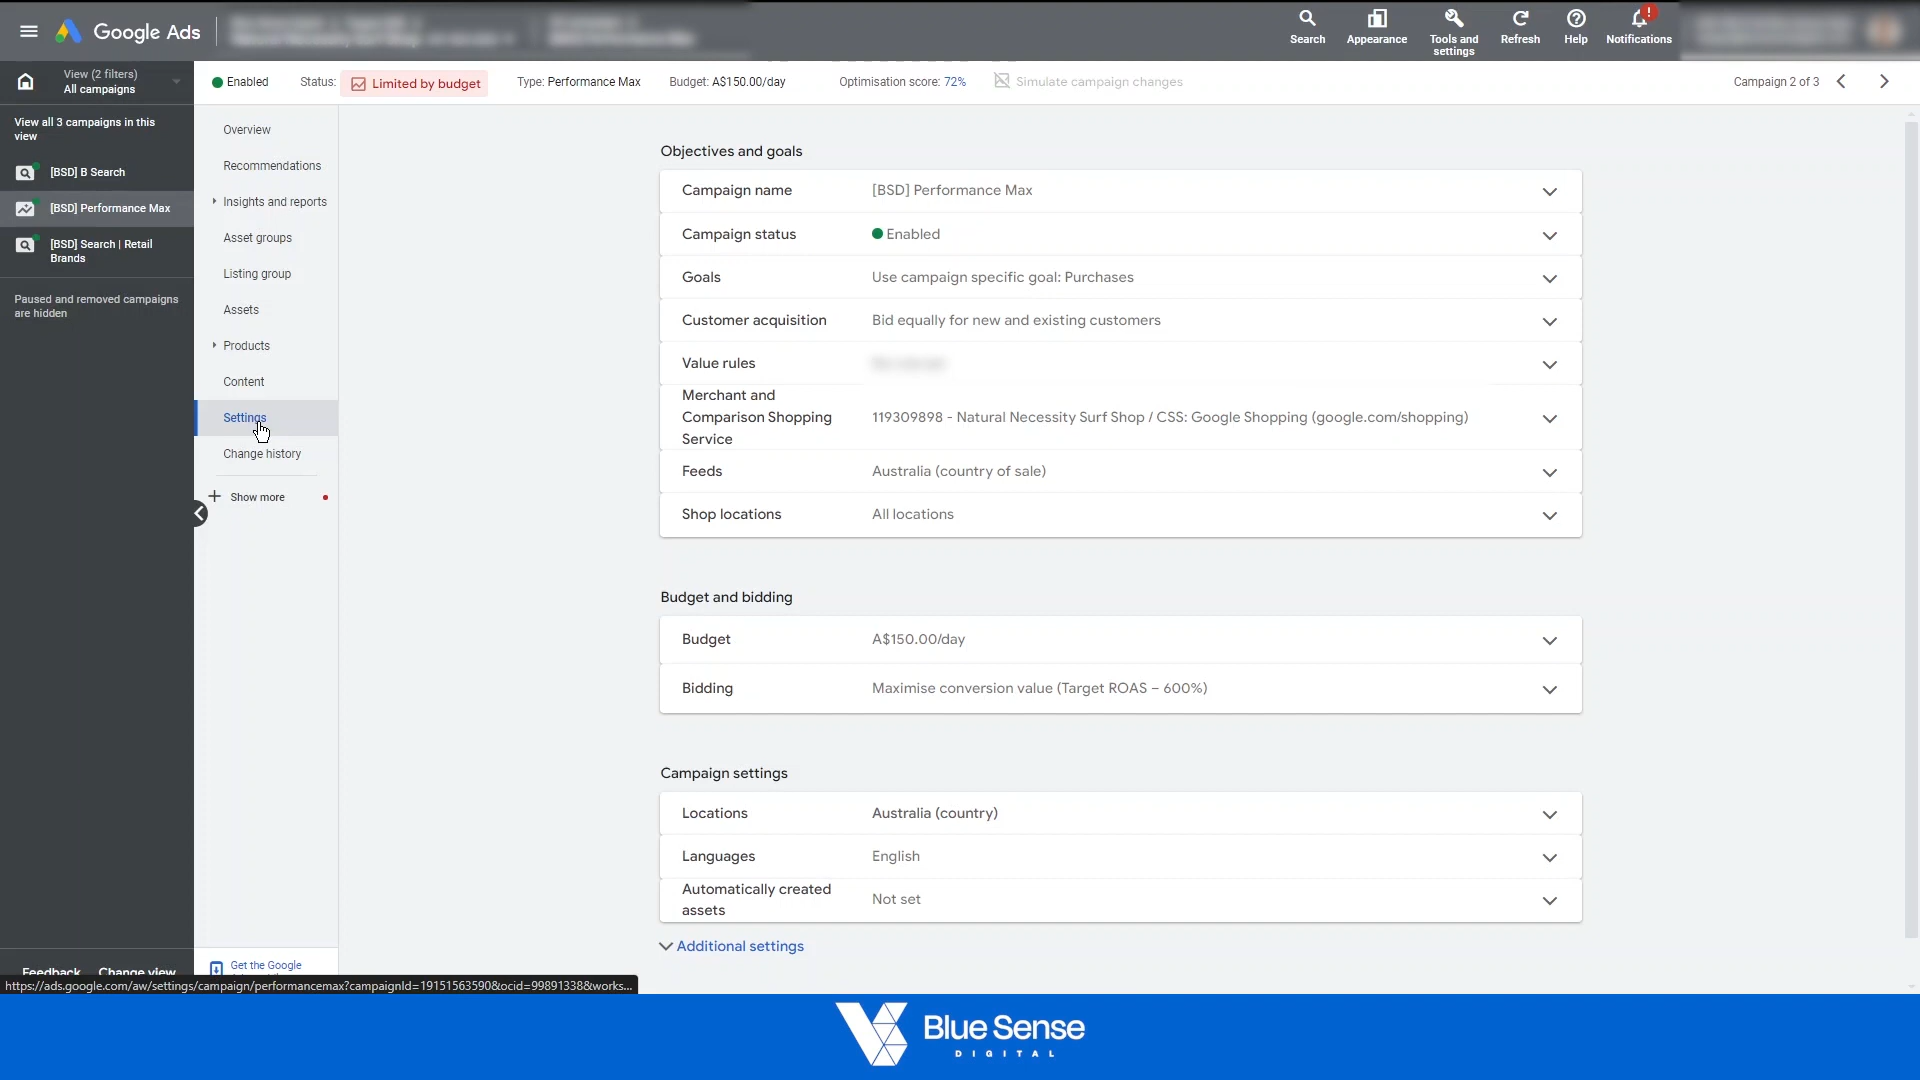 Google Ads
Search
Appearance
Tools and
settings
Refresh
Help
!
Notifications
View (2 filters)
All campaigns
Enabled
Status: Limited by budget
Type: Performance Max
Budget: A$150.00/day
Optimisation score: 72%
Simulate campaign changes
Campaign 2 of 3
View all 3 campaigns in this
view
[BSD] B Search
[BSD] Performance Max
[BSD] Search | Retail
Brands
Paused and removed campaigns
are hidden
Feedback
Change view
Overview
Recommendations
Insights and reports
Asset groups
Listing group
Assets
Products
Content
Settings
Change history
Show more
Get the Google
Objectives and goals
Campaign name
[BSD] Performance Max
Campaign status
Enabled
Goals
Use campaign specific goal: Purchases
Customer acquisition
Bid equally for new and existing customers
Value rules
Merchant and
Comparison Shopping
Service
119309898 - Natural Necessity Surf Shop / CSS: Google Shopping (google.com/shopping)
Feeds
Australia (country of sale)
Shop locations
All locations
Budget and bidding
Budget
A$150.00/day
Bidding
Maximise conversion value (Target ROAS – 600%)
Campaign settings
Locations
Australia (country)
Languages
English
Automatically created
assets
Not set
Additional settings
https://ads.google.com/aw/settings/campaign/performancemax?campaignId=19151563590&ocid=99891338&works...
Blue Sense
DIGITAL